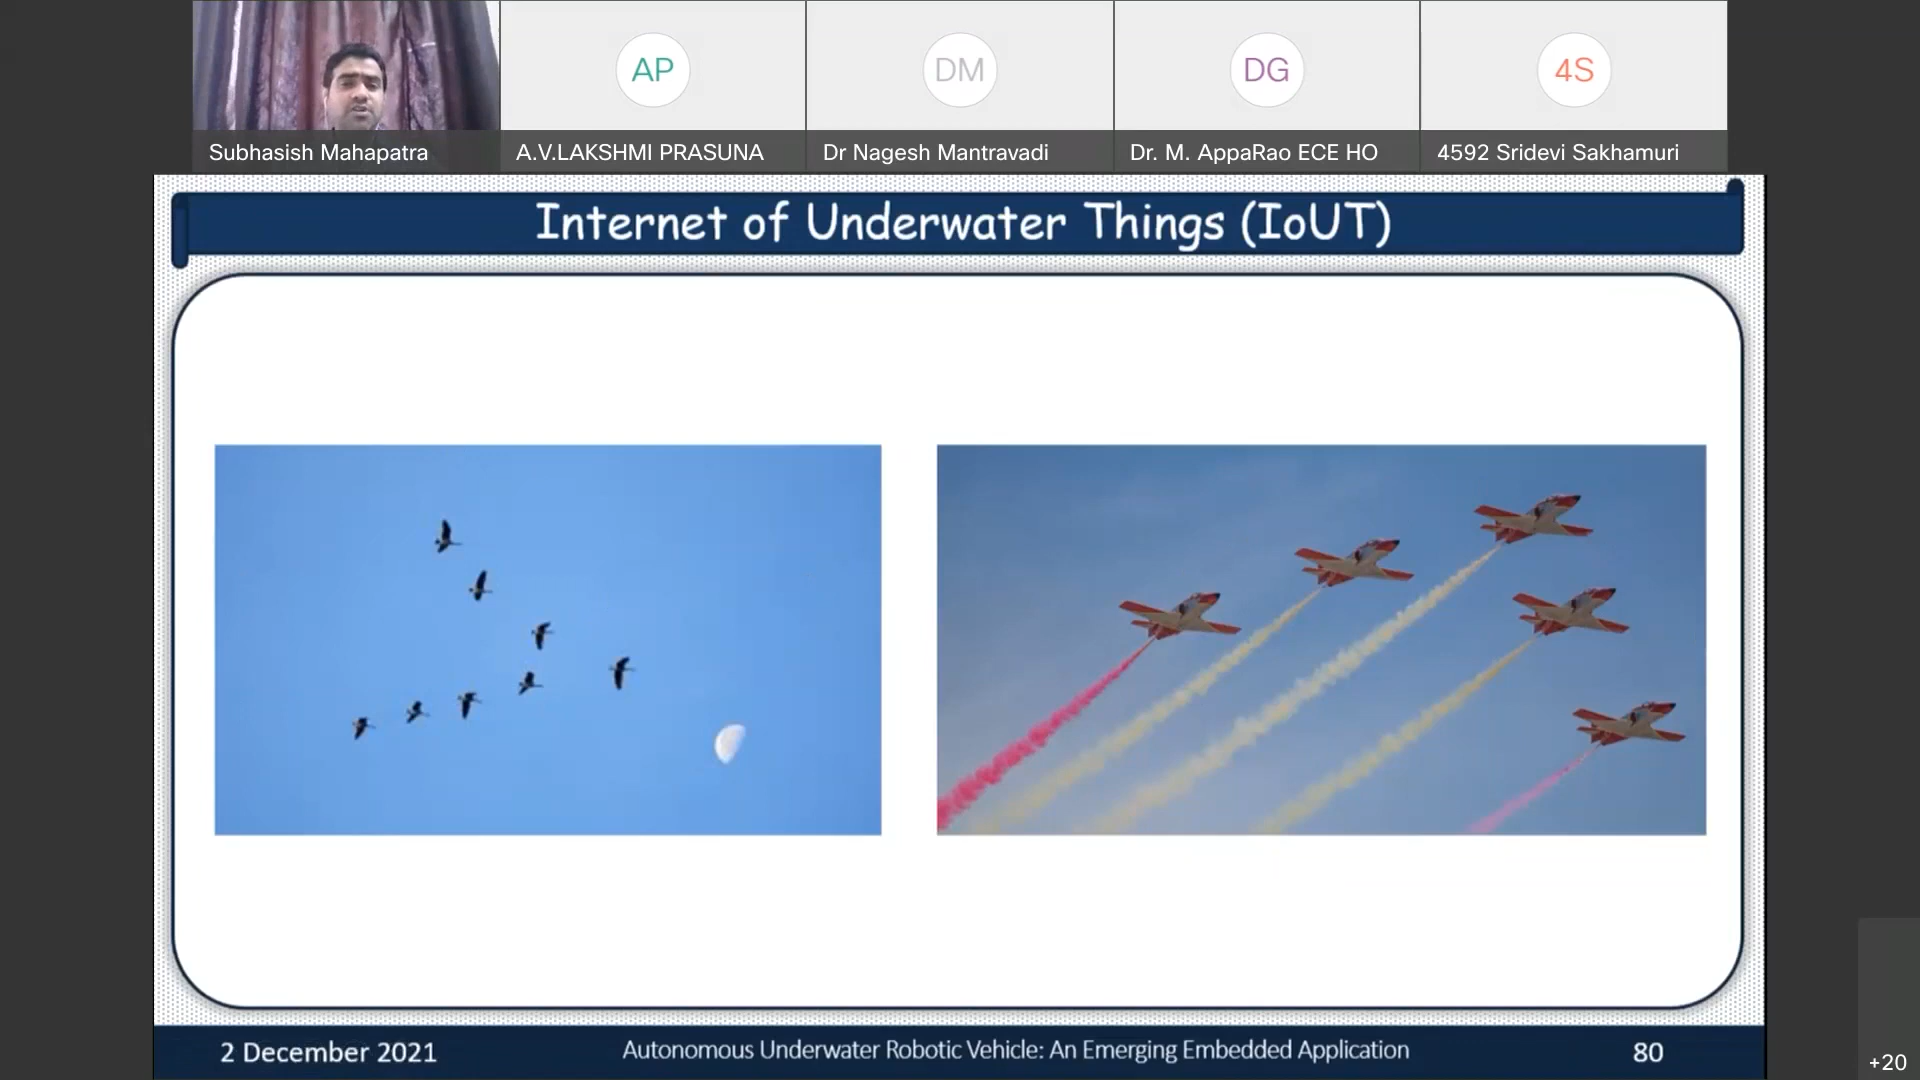 AP
DM
DG
4S
Subhasish Mahapatra
A.V.LAKSHMI PRASUNA
Dr Nagesh Mantravadi
Dr. M. AppaRao ECE HO
4592 Sridevi Sakhamuri
Internet of Underwater Things (IoUT)
2 December 2021
Autonomous Underwater Robotic Vehicle: An Emerging Embedded Application
80
+20